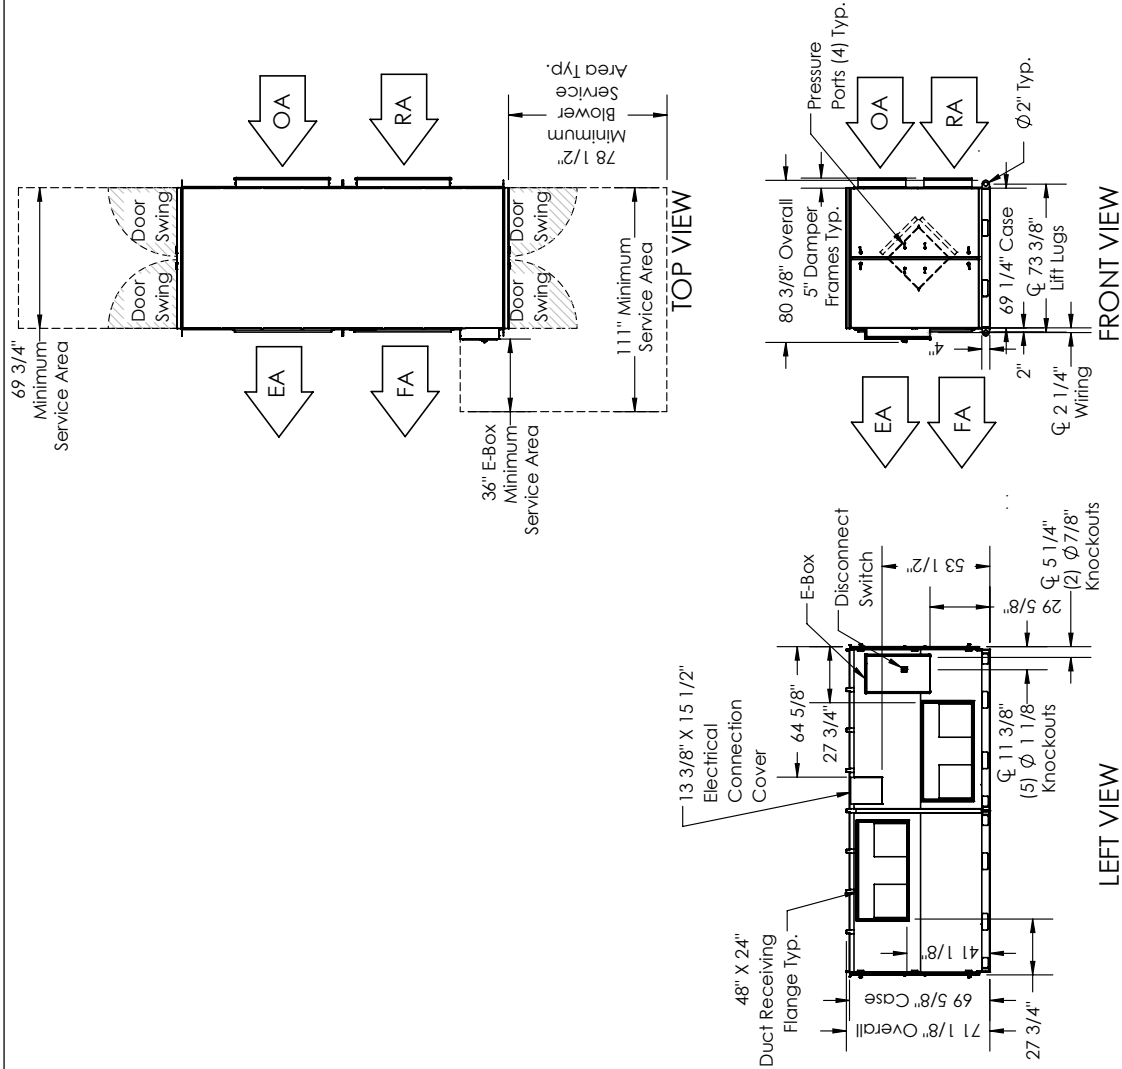 69 3/4"
Minimum
Service Area
Door
Swing
Door
Swing
Door
Swing
Door
Swing
OA
RA
EA
FA
78 1/2"
Minimum
Blower
Service
Area Typ.
111" Minimum
Service Area
36" E-Box
Minimum
Service Area
TOP VIEW
Pressure
Ports (4) Typ.
OA
RA
Ø2" Typ.
80 3/8" Overall
5" Damper
Frames Typ.
69 1/4" Case
℄ 73 3/8"
Lift Lugs
4"
2"
℄ 2 1/4"
Wiring
EA
FA
FRONT VIEW
E-Box
Disconnect
Switch
53 1/2"
29 5/8"
℄ 5 1/4"
(2) Ø7/8"
Knockouts
13 3/8" X 15 1/2"
Electrical
Connection
Cover
64 5/8"
27 3/4"
℄ 11 3/8"
(5) Ø 1 1/8
Knockouts
48" X 24"
Duct Receiving
Flange Typ.
41 1/8"
69 5/8" Case
71 1/8" Overall
27 3/4"
LEFT VIEW